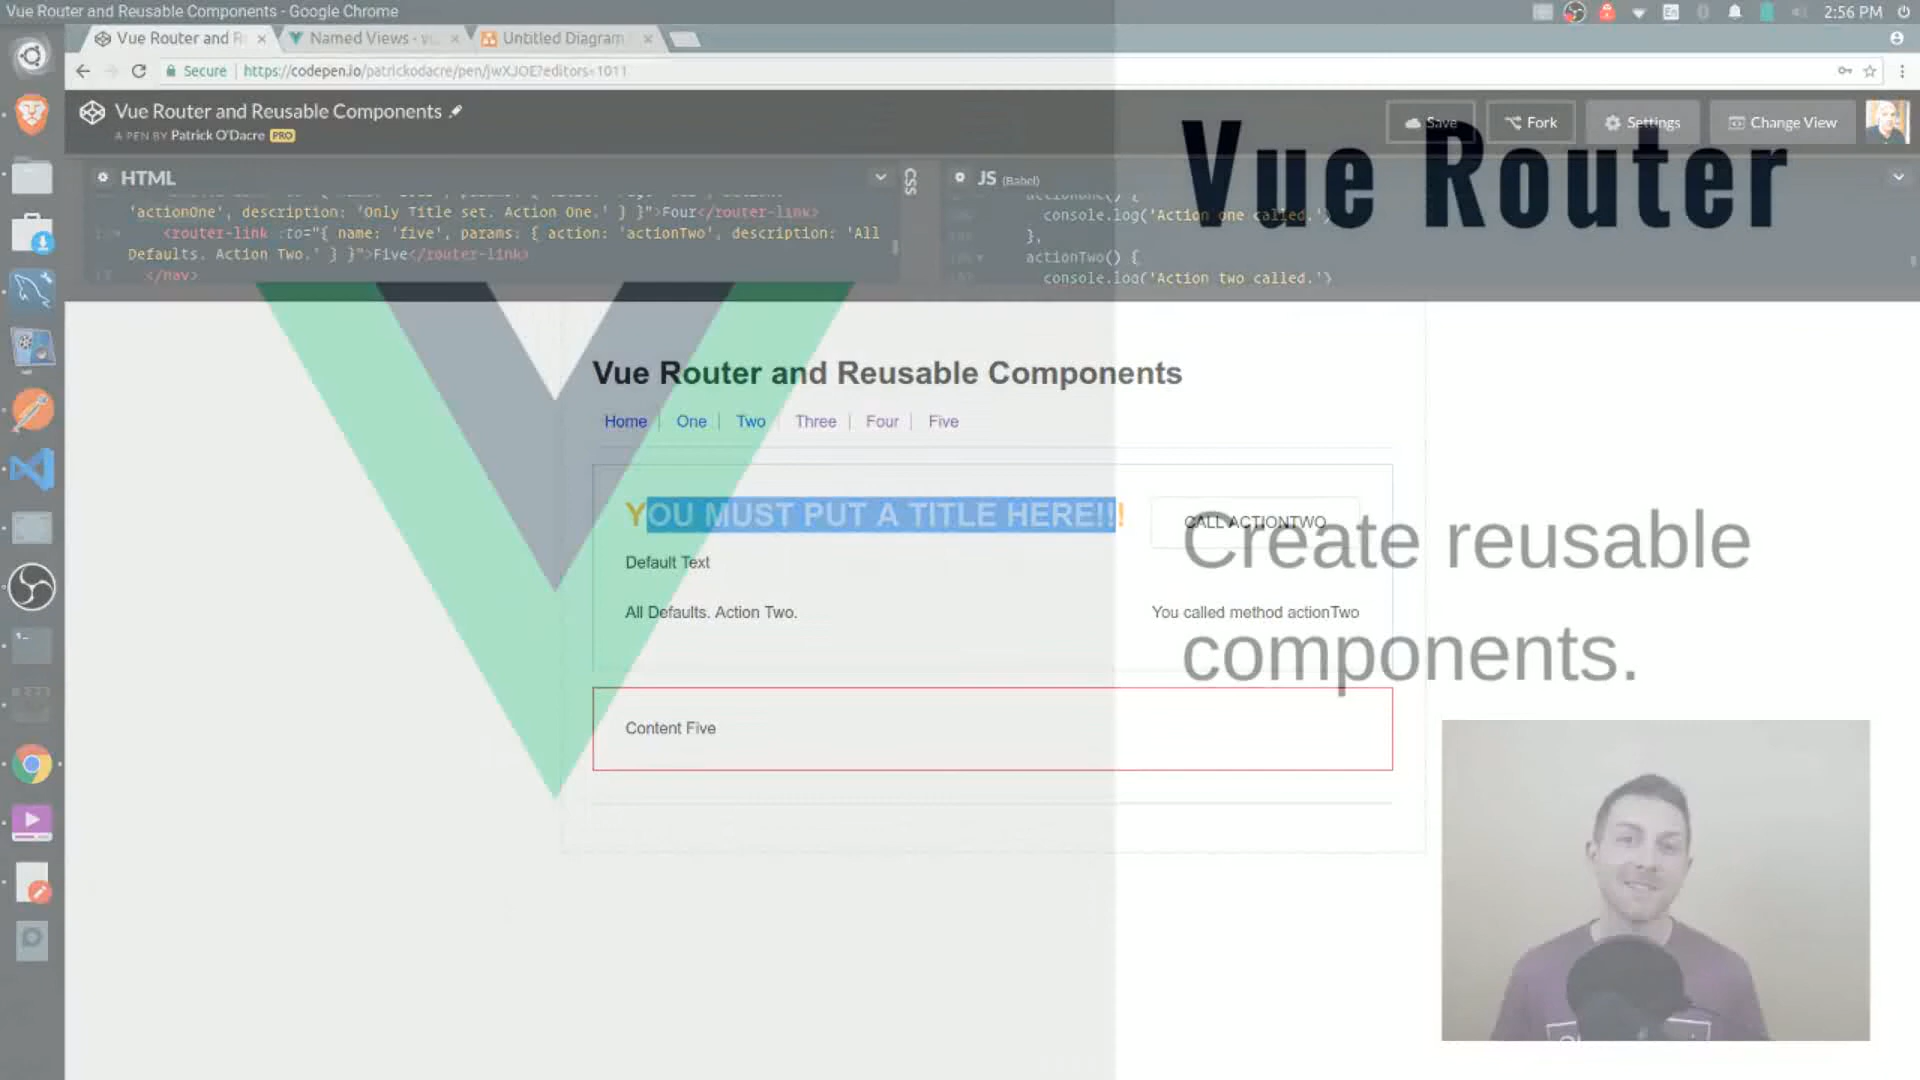 Vue Router and Reusable Components - Google Chrome
En 2:56 PM
Vue Router and R
Named Views - vu
Untitled Diagram
Secure https://codepen.io/patrickodacre/pen/jwXJOE?editors=1011
Vue Router and Reusable Components
A PEN BY Patrick O'Dacre PRO
Save Fork Settings Change View
HTML
CSS
JS (Babel)
'actionOne', description: 'Only Title set. Action One.' } }">Four</router-link>
<router-link :to="{ name: 'five', params: { action: 'actionTwo', description: 'All
Defaults. Action Two.' } }">Five</router-link>
</nav>
actionOne() {
console.log('Action one called.')
},
actionTwo() {
console.log('Action two called.')
Vue Router
Vue Router and Reusable Components
Home One Two Three Four Five
YOU MUST PUT A TITLE HERE!!!
CALL ACTIONTWO
Default Text
All Defaults. Action Two.
You called method actionTwo
Content Five
Create reusable
components.